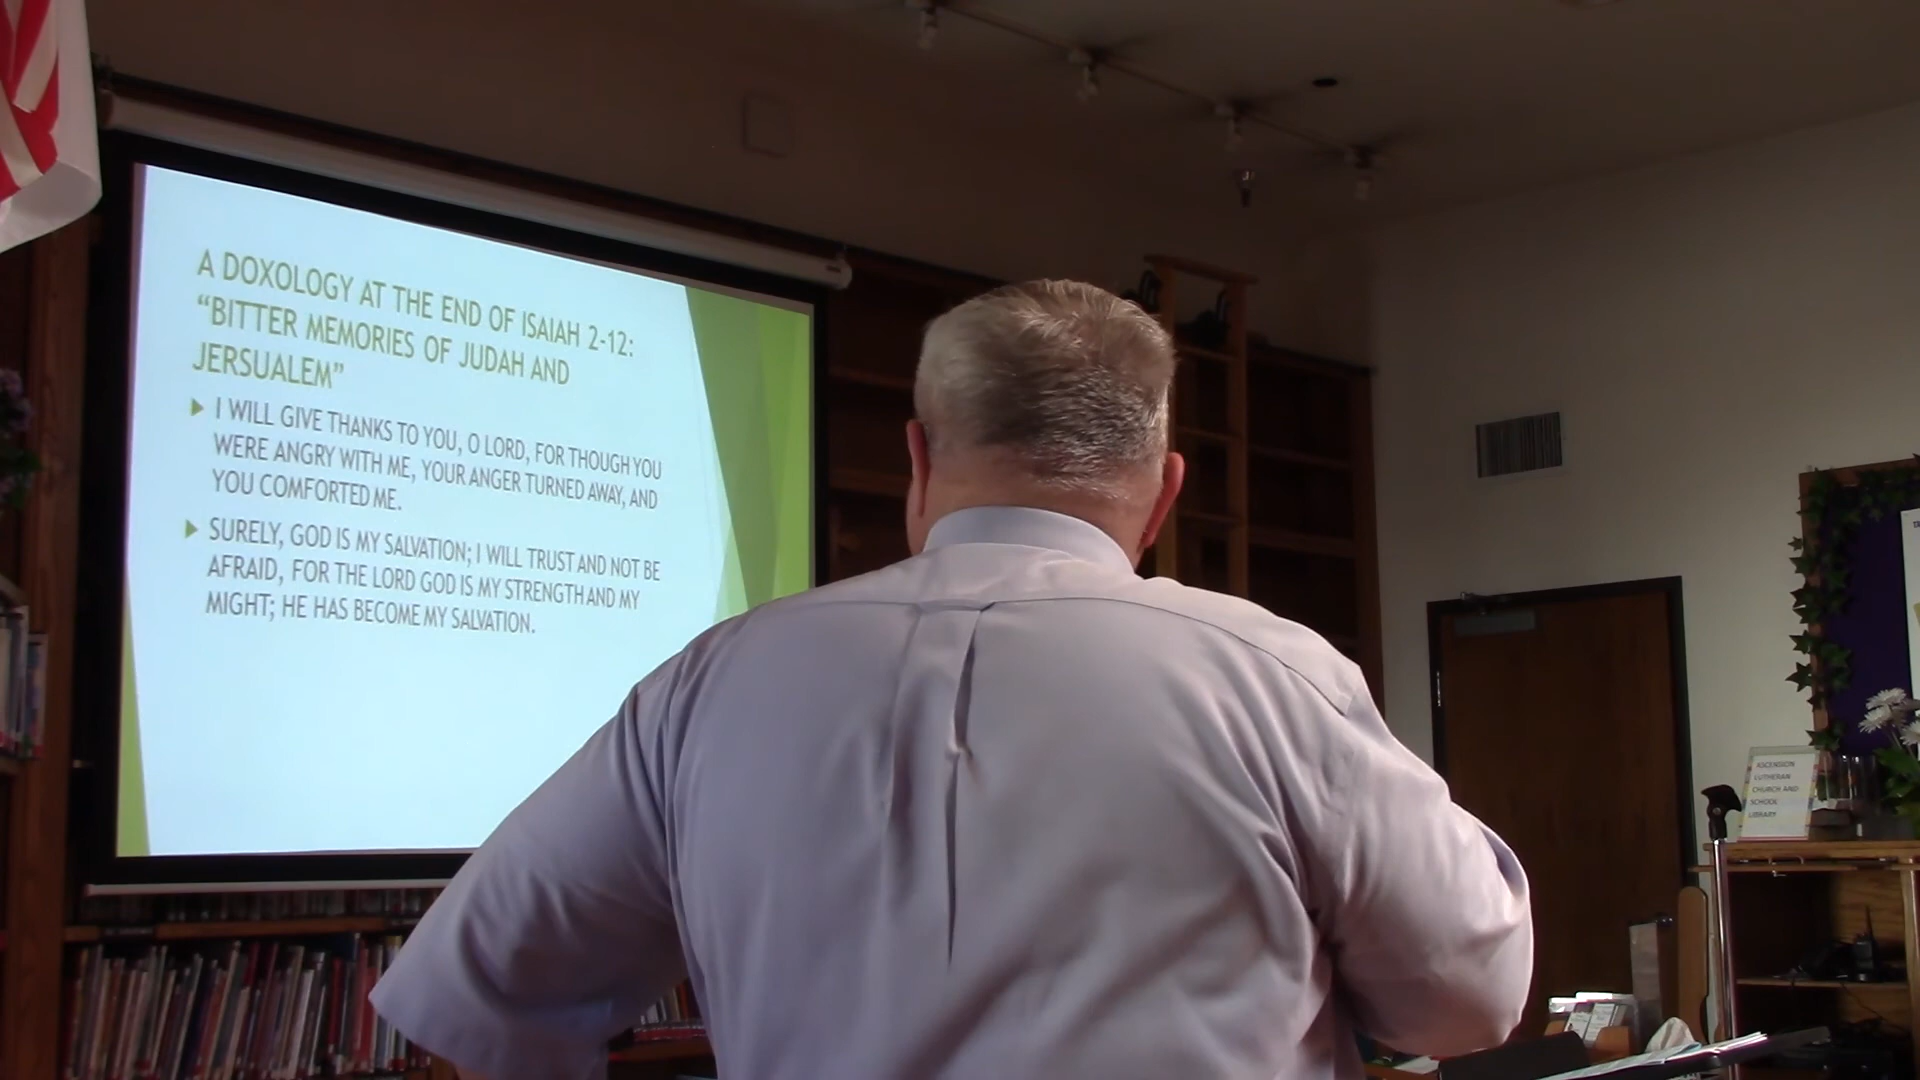 A DOXOLOGY AT THE END OF ISAIAH 2-12:
“BITTER MEMORIES OF JUDAH AND
JERSUALEM”
I WILL GIVE THANKS TO YOU, O LORD, FOR THOUGH YOU
WERE ANGRY WITH ME, YOUR ANGER TURNED AWAY, AND
YOU COMFORTED ME.
SURELY, GOD IS MY SALVATION; I WILL TRUST AND NOT BE
AFRAID, FOR THE LORD GOD IS MY STRENGTH AND MY
MIGHT; HE HAS BECOME MY SALVATION.
ASCENSION
LUTHERAN
CHURCH AND
SCHOOL
LIBRARY